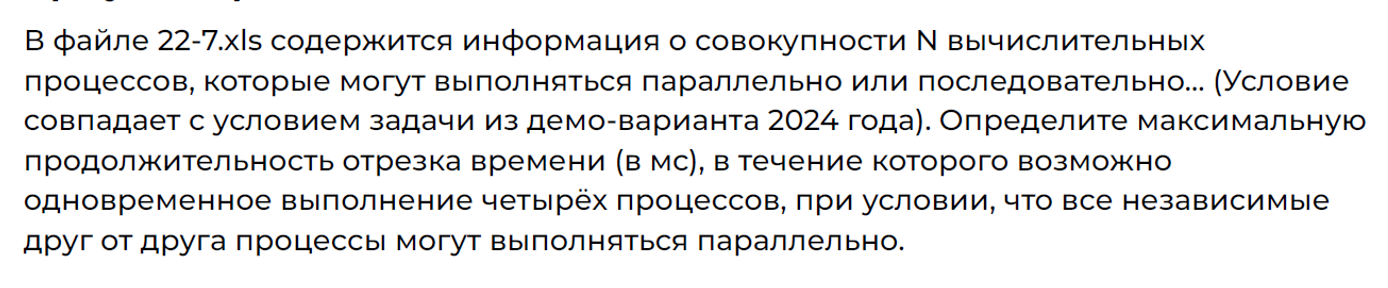 В файле 22-7.xls содержится информация о совокупности N вычислительных
процессов, которые могут выполняться параллельно или последовательно... (Условие
совпадает с условием задачи из демо-варианта 2024 года). Определите максимальную
продолжительность отрезка времени (в мс), в течение которого возможно
одновременное выполнение четырёх процессов, при условии, что все независимые
друг от друга процессы могут выполняться параллельно.